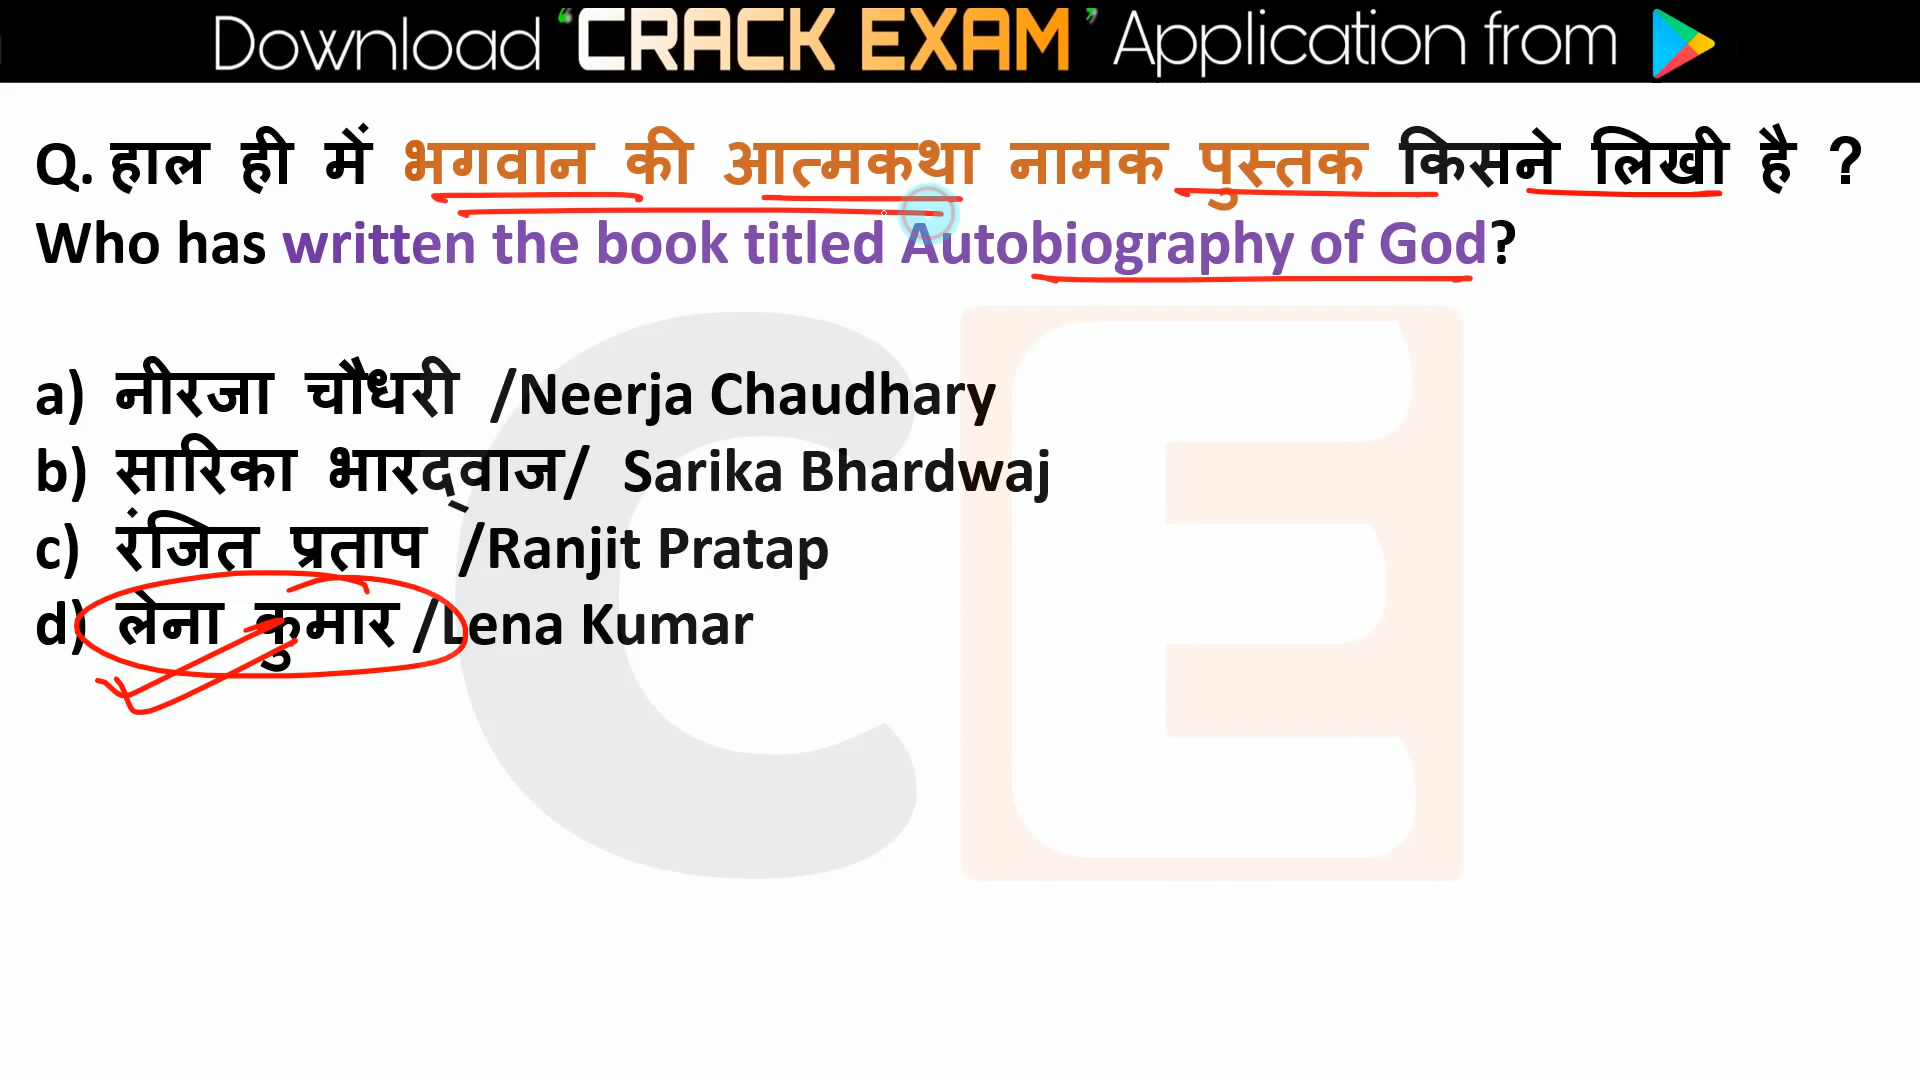 Download ‘CRACK EXAM’ Application from
Q. हाल ही में भगवान की आत्मकथा नामक पुस्तक किसने लिखी है ?
Who has written the book titled Autobiography of God?
a) नीरजा चौधरी /Neerja Chaudhary
b) सारिका भारद्वाज/ Sarika Bhardwaj
c) रंजित प्रताप /Ranjit Pratap
d) लेना कुमार /Lena Kumar
CE